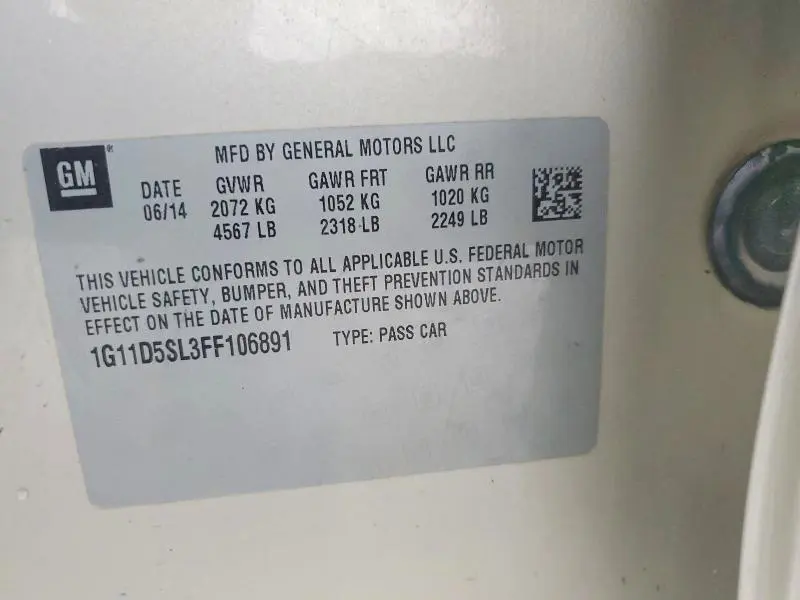 GM
MFD BY GENERAL MOTORS LLC
DATE GVWR GAWR FRT GAWR RR
06/14 2072 KG 1052 KG 1020 KG
4567 LB 2318 LB 2249 LB
THIS VEHICLE CONFORMS TO ALL APPLICABLE U.S. FEDERAL MOTOR
VEHICLE SAFETY, BUMPER, AND THEFT PREVENTION STANDARDS IN
EFFECT ON THE DATE OF MANUFACTURE SHOWN ABOVE.
1G11D5SL3FF106891 TYPE: PASS CAR